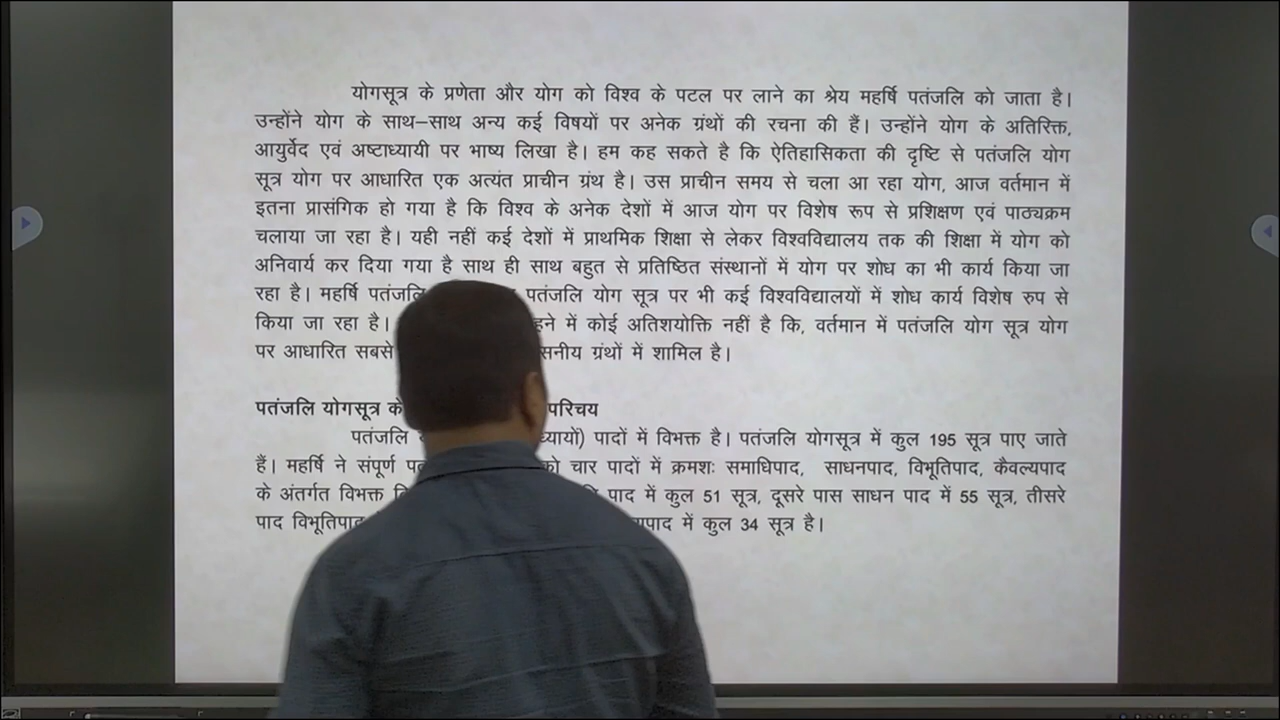 योगसूत्र के प्रणेता और योग को विश्व के पटल पर लाने का श्रेय महर्षि पतंजलि को जाता है।
उन्होंने योग के साथ–साथ अन्य कई विषयों पर अनेक ग्रंथों की रचना की हैं। उन्होंने योग के अतिरिक्त,
आयुर्वेद एवं अष्टाध्यायी पर भाष्य लिखा है। हम कह सकते है कि ऐतिहासिकता की दृष्टि से पतंजलि योग
सूत्र योग पर आधारित एक अत्यंत प्राचीन ग्रंथ है। उस प्राचीन समय से चला आ रहा योग, आज वर्तमान में
इतना प्रासंगिक हो गया है कि विश्व के अनेक देशों में आज योग पर विशेष रूप से प्रशिक्षण एवं पाठ्यक्रम
चलाया जा रहा है। यही नहीं कई देशों में प्राथमिक शिक्षा से लेकर विश्वविद्यालय तक की शिक्षा में योग को
अनिवार्य कर दिया गया है साथ ही साथ बहुत से प्रतिष्ठित संस्थानों में योग पर शोध का भी कार्य किया जा
रहा है। महर्षि पतंजलि पतंजलि योग सूत्र पर भी कई विश्वविद्यालयों में शोध कार्य विशेष रुप से
किया जा रहा है। में कोई अतिशयोक्ति नहीं है कि, वर्तमान में पतंजलि योग सूत्र योग
पर आधारित सबसे ग्रंथों में शामिल है।
पतंजलि योगसूत्र के परिचय
पतंजलि पादों में विभक्त है। पतंजलि योगसूत्र में कुल 195 सूत्र पाए जाते
हैं। महर्षि ने संपूर्ण को चार पादों में क्रमशः समाधिपाद, साधनपाद, विभूतिपाद, कैवल्यपाद
के अंतर्गत विभक्त पाद में कुल 51 सूत्र, दूसरे पास साधन पाद में 55 सूत्र, तीसरे
पाद विभूतिपाद में कुल 34 सूत्र है।